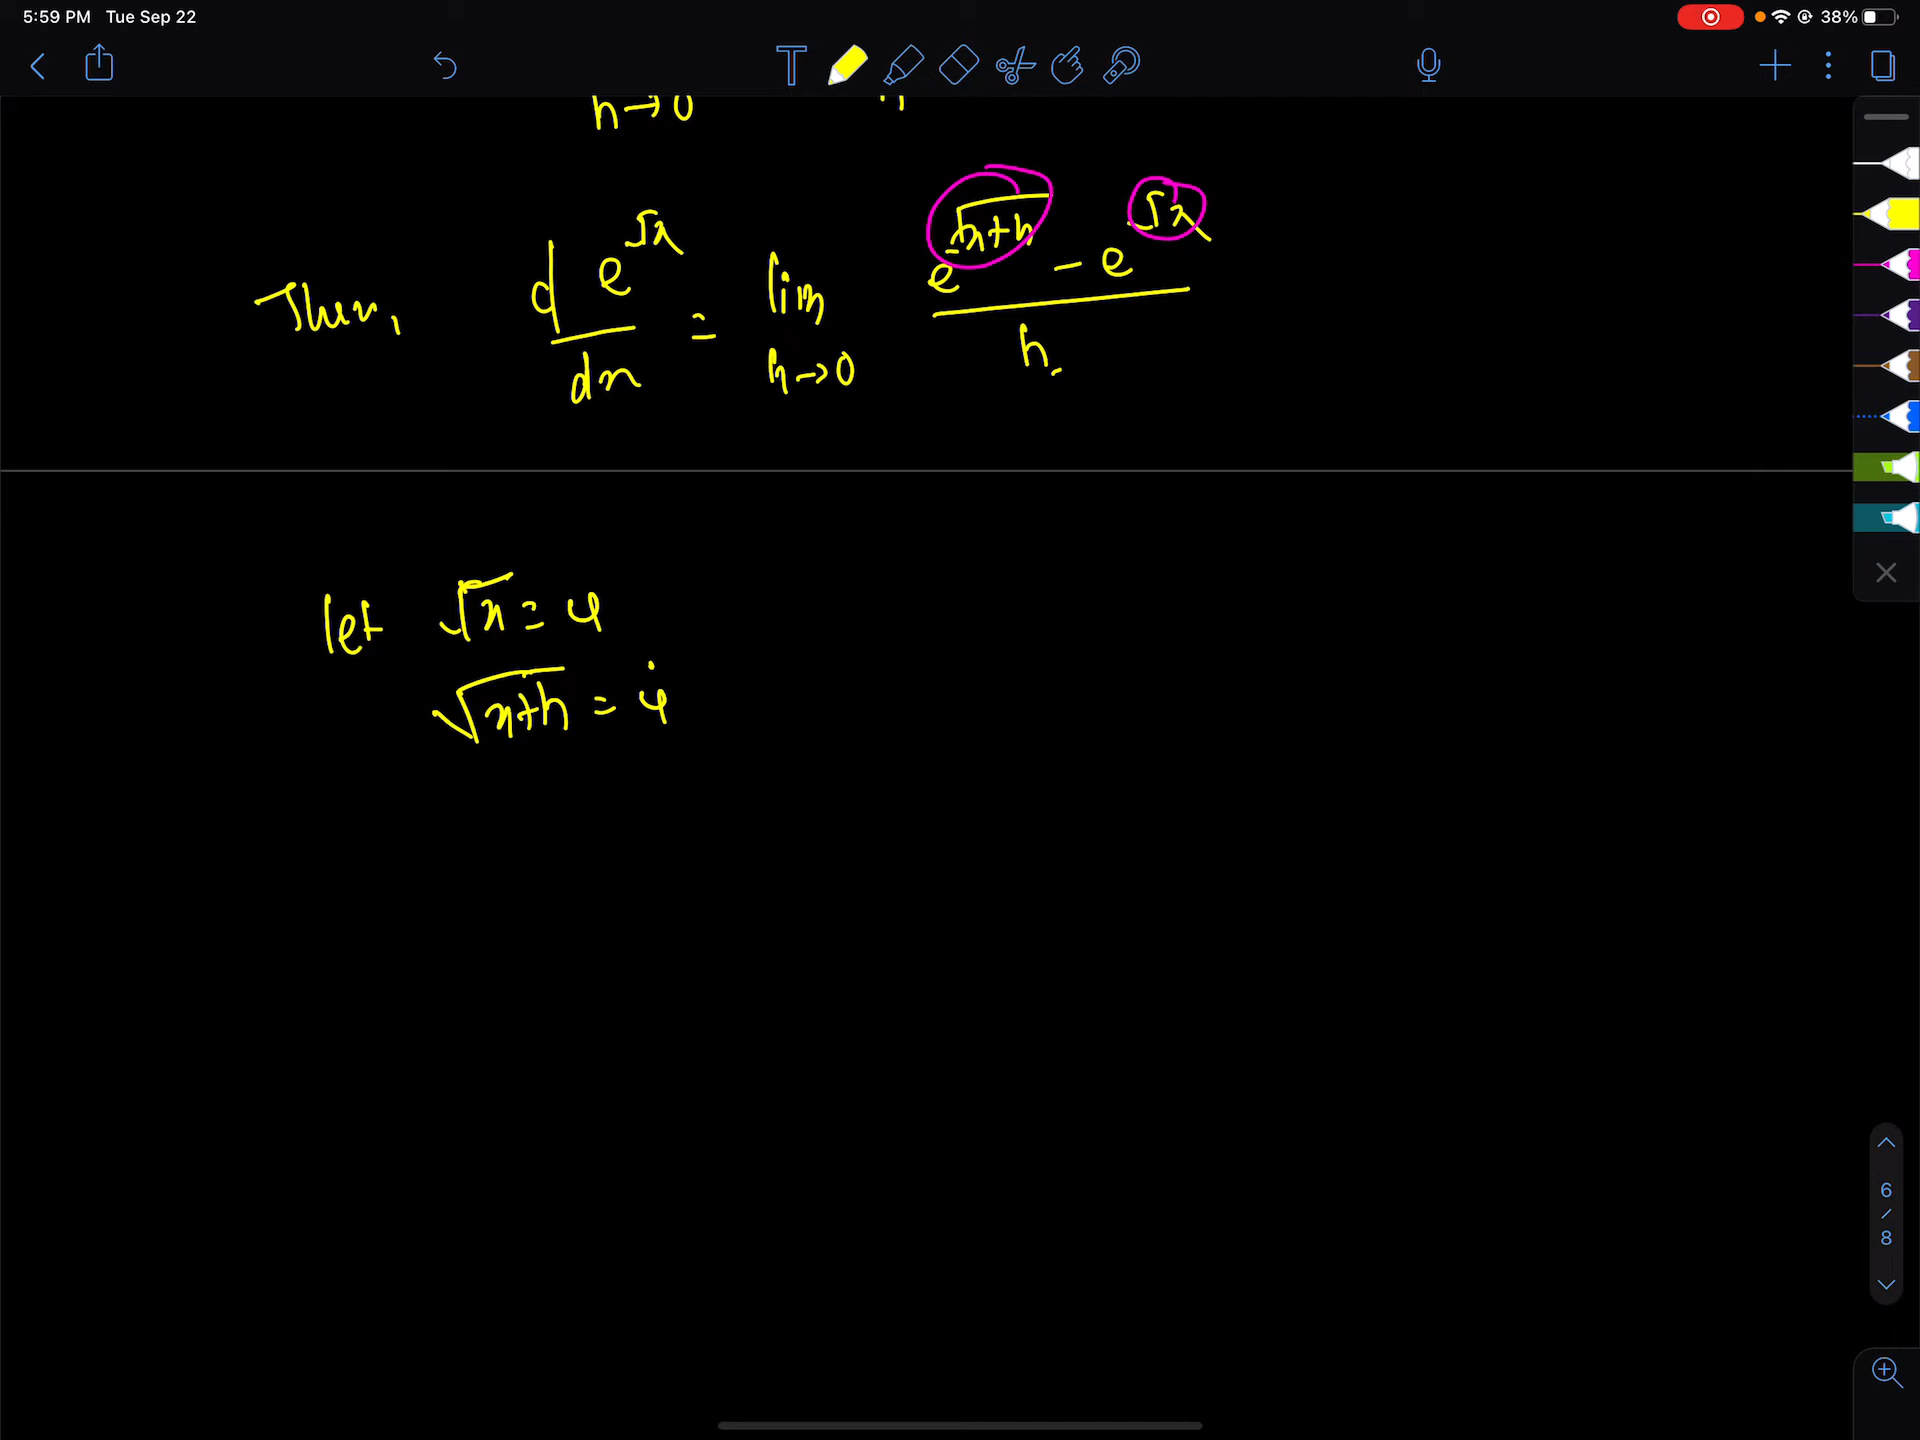 5:59 PM Tue Sep 22
38%
h→0
Then, d e^√x / dx = lim h→0 (e^√x+h - e^√x) / h.
let √x = y
√x+h = y
6 / 8